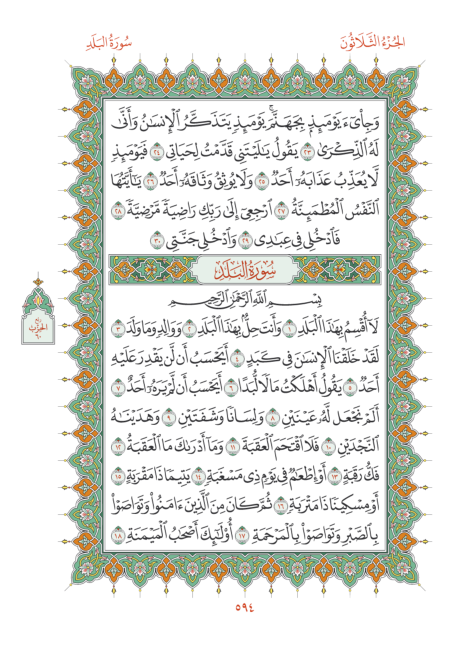 الجُزْءُ الثَّلَاثُونَ
سُورَةُ البَلَدِ
وَجِا۟ىٓءَ يَوْمَئِذٍۭ بِجَهَنَّمَۚ يَوْمَئِذٍ يَتَذَكَّرُ ٱلْإِنسَٰنُ وَأَنَّىٰ
لَهُ ٱلذِّكْرَىٰ ٢٣ يَقُولُ يَٰلَيْتَنِى قَدَّمْتُ لِحَيَاتِى ٢٤ فَيَوْمَئِذٍ
لَّا يُعَذِّبُ عَذَابَهُۥٓ أَحَدٌ ٢٥ وَلَا يُوثِقُ وَثَاقَهُۥٓ أَحَدٌ ٢٦ يَٰٓأَيَّتُهَا
ٱلنَّفْسُ ٱلْمُطْمَئِنَّةُ ٢٧ ٱرْجِعِىٓ إِلَىٰ رَبِّكِ رَاضِيَةً مَّرْضِيَّةً ٢٨
فَٱدْخُلِى فِى عِبَٰدِى ٢٩ وَٱدْخُلِى جَنَّتِى ٣٠
سُورَةُ البَلَدِ
بِسْمِ ٱللَّهِ ٱلرَّحْمَٰنِ ٱلرَّحِيمِ
لَآ أُقْسِمُ بِهَٰذَا ٱلْبَلَدِ ١ وَأَنتَ حِلٌّۢ بِهَٰذَا ٱلْبَلَدِ ٢ وَوَالِدٍ وَمَا وَلَدَ ٣
لَقَدْ خَلَقْنَا ٱلْإِنسَٰنَ فِى كَبَدٍ ٤ أَيَحْسَبُ أَن لَّن يَقْدِرَ عَلَيْهِ
أَحَدٌ ٥ يَقُولُ أَهْلَكْتُ مَالًا لُّبَدًا ٦ أَيَحْسَبُ أَن لَّمْ يَرَهُۥٓ أَحَدٌ ٧
أَلَمْ نَجْعَل لَّهُۥ عَيْنَيْنِ ٨ وَلِسَانًا وَشَفَتَيْنِ ٩ وَهَدَيْنَٰهُ
ٱلنَّجْدَيْنِ ١٠ فَلَا ٱقْتَحَمَ ٱلْعَقَبَةَ ١١ وَمَآ أَدْرَىٰكَ مَا ٱلْعَقَبَةُ ١٢
فَكُّ رَقَبَةٍ ١٣ أَوْ إِطْعَٰمٌ فِى يَوْمٍ ذِى مَسْغَبَةٍ ١٤ يَتِيمًا ذَا مَقْرَبَةٍ ١٥
أَوْ مِسْكِينًا ذَا مَتْرَبَةٍ ١٦ ثُمَّ كَانَ مِنَ ٱلَّذِينَ ءَامَنُوا۟ وَتَوَاصَوْا۟
بِٱلصَّبْرِ وَتَوَاصَوْا۟ بِٱلْمَرْحَمَةِ ١٧ أُو۟لَٰٓئِكَ أَصْحَٰبُ ٱلْمَيْمَنَةِ ١٨
ربع
الحزب
٥٩٤